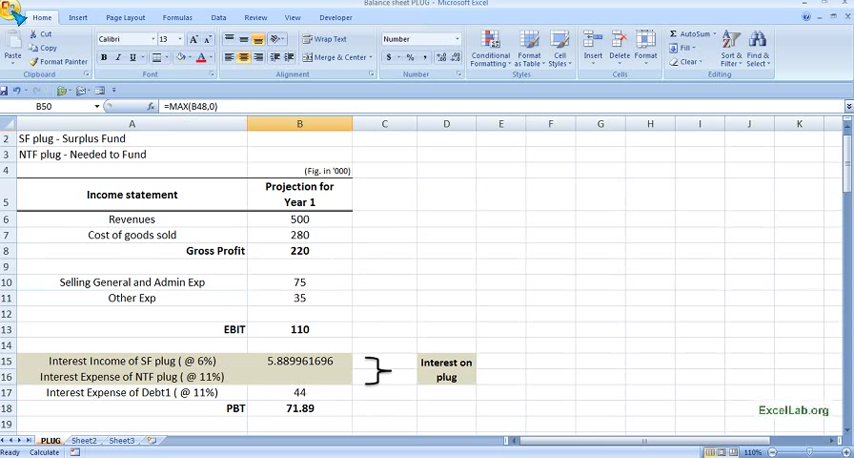 Balance sheet PLUG - Microsoft Excel
Home Insert Page Layout Formulas Data Review View Developer
Paste Cut Copy Format Painter Clipboard
Calibri 13 B I U Font
Wrap Text Merge & Center Alignment
Number $ % , Number
Conditional Formatting Format as Table Cell Styles Styles
Insert Delete Format Cells
AutoSum Fill Clear Sort & Filter Find & Select Editing
B50 fx =MAX(B48,0)
A B C D E F G H I J K
2 SF plug - Surplus Fund
3 NTF plug - Needed to Fund
4 (Fig. in '000)
5 Income statement Projection for Year 1
6 Revenues 500
7 Cost of goods sold 280
8 Gross Profit 220
9
10 Selling General and Admin Exp 75
11 Other Exp 35
12
13 EBIT 110
14
15 Interest Income of SF plug ( @ 6%) 5.889961696 Interest on
16 Interest Expense of NTF plug ( @ 11%) plug
17 Interest Expense of Debt1 ( @ 11%) 44
18 PBT 71.89
ExcelLab.org
19
PLUG Sheet2 Sheet3
Ready Calculate 110%